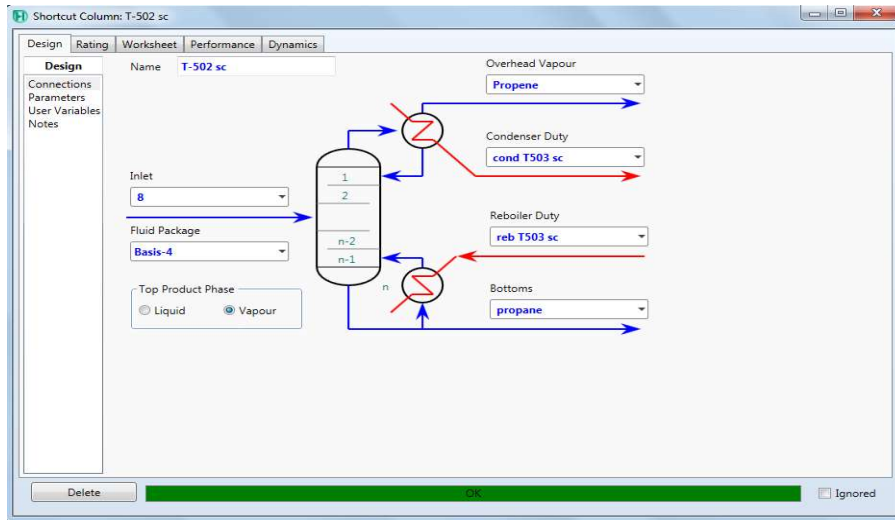 Shortcut Column: T-502 sc
Design Rating Worksheet Performance Dynamics
Design
Connections
Parameters
User Variables
Notes
Name T-502 sc
Inlet
8
Fluid Package
Basis-4
Top Product Phase
Liquid Vapour
1
2
n-2
n-1
n
Overhead Vapour
Propene
Condenser Duty
cond T503 sc
Reboiler Duty
reb T503 sc
Bottoms
propane
Delete OK Ignored